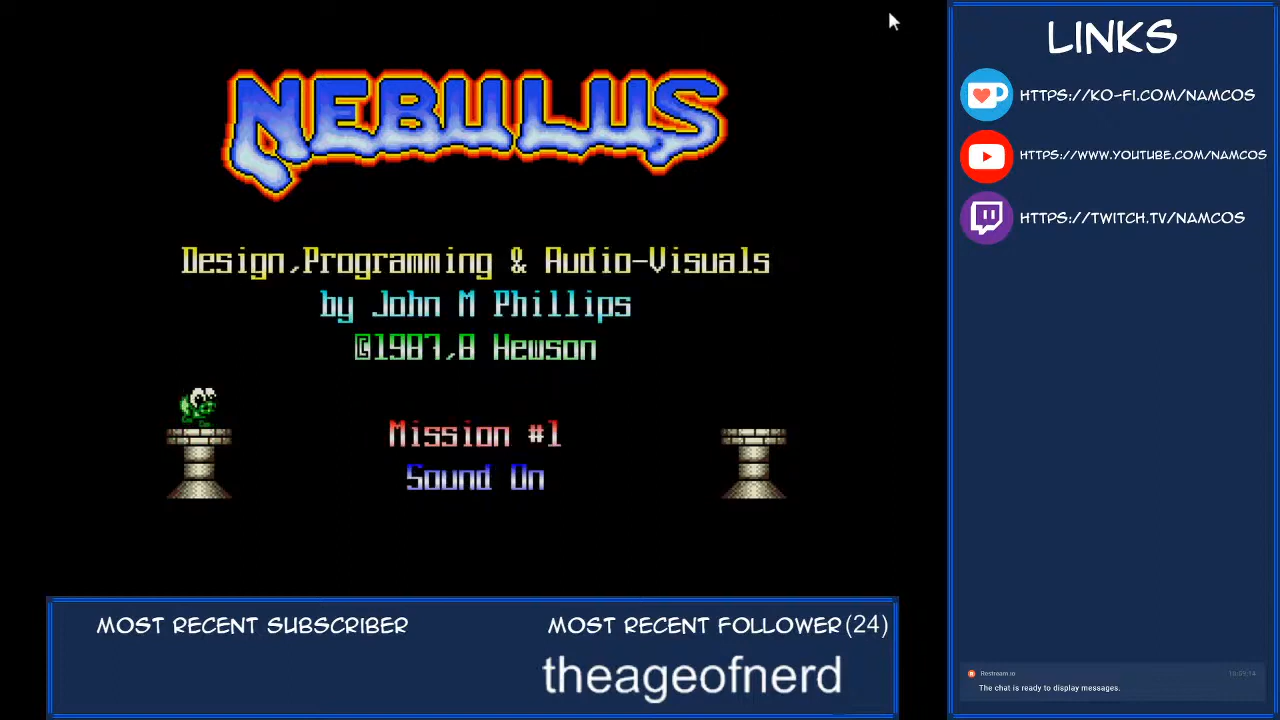 NEBULUS
Design,Programming & Audio-Visuals
by John M Phillips
©1987,8 Hewson
Mission #1
Sound On
LINKS
HTTPS://KO-FI.COM/NAMCOS
HTTPS://WWW.YOUTUBE.COM/NAMCOS
HTTPS://TWITCH.TV/NAMCOS
MOST RECENT SUBSCRIBER
MOST RECENT FOLLOWER (24)
theageofnerd
Restream.io
The chat is ready to display messages.